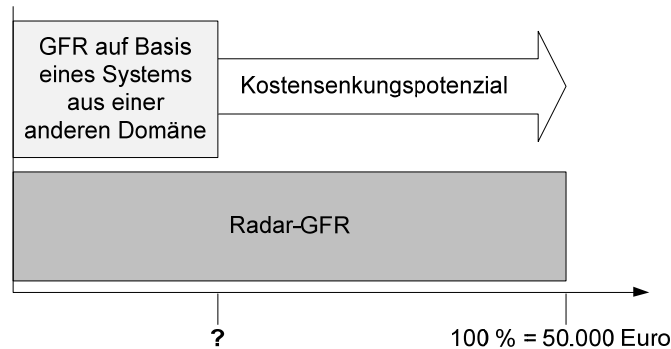 GFR auf Basis
eines Systems
aus einer
anderen Domäne
Kostensenkungspotenzial
Radar-GFR
?
100 % = 50.000 Euro